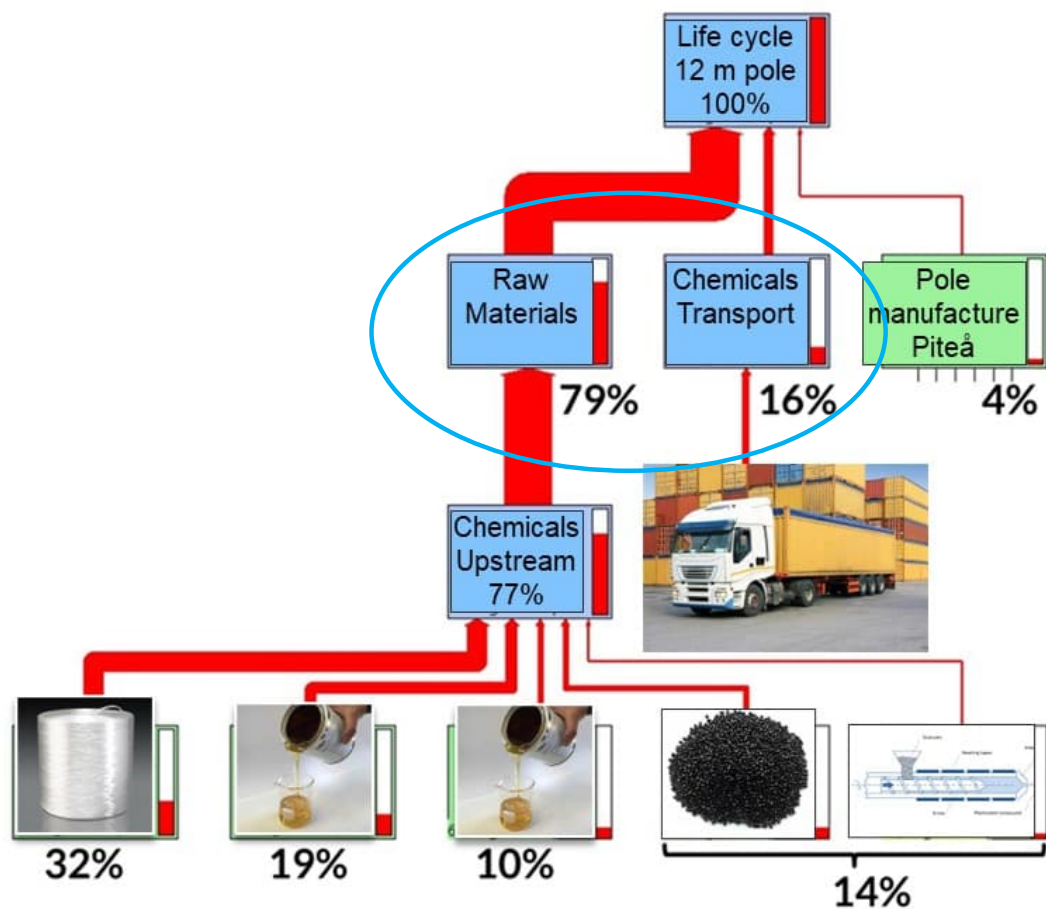 Life cycle
12 m pole
100%
Raw
Materials
Chemicals
Transport
Pole
manufacture
Piteå
79%
16%
4%
Chemicals
Upstream
77%
32%
19%
10%
14%